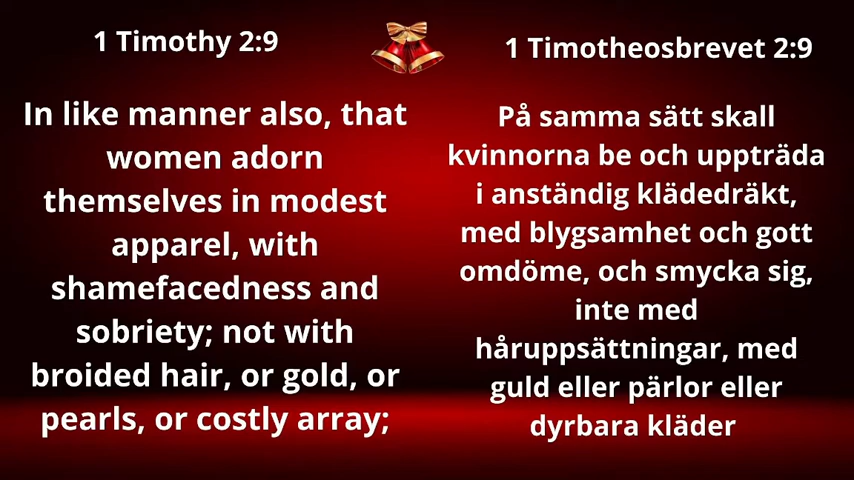 1 Timothy 2:9
In like manner also, that
women adorn
themselves in modest
apparel, with
shamefacedness and
sobriety; not with
broided hair, or gold, or
pearls, or costly array;
1 Timotheosbrevet 2:9
På samma sätt skall
kvinnorna be och uppträda
i anständig klädedräkt,
med blygsamhet och gott
omdöme, och smycka sig,
inte med
håruppsättningar, med
guld eller pärlor eller
dyrbara kläder